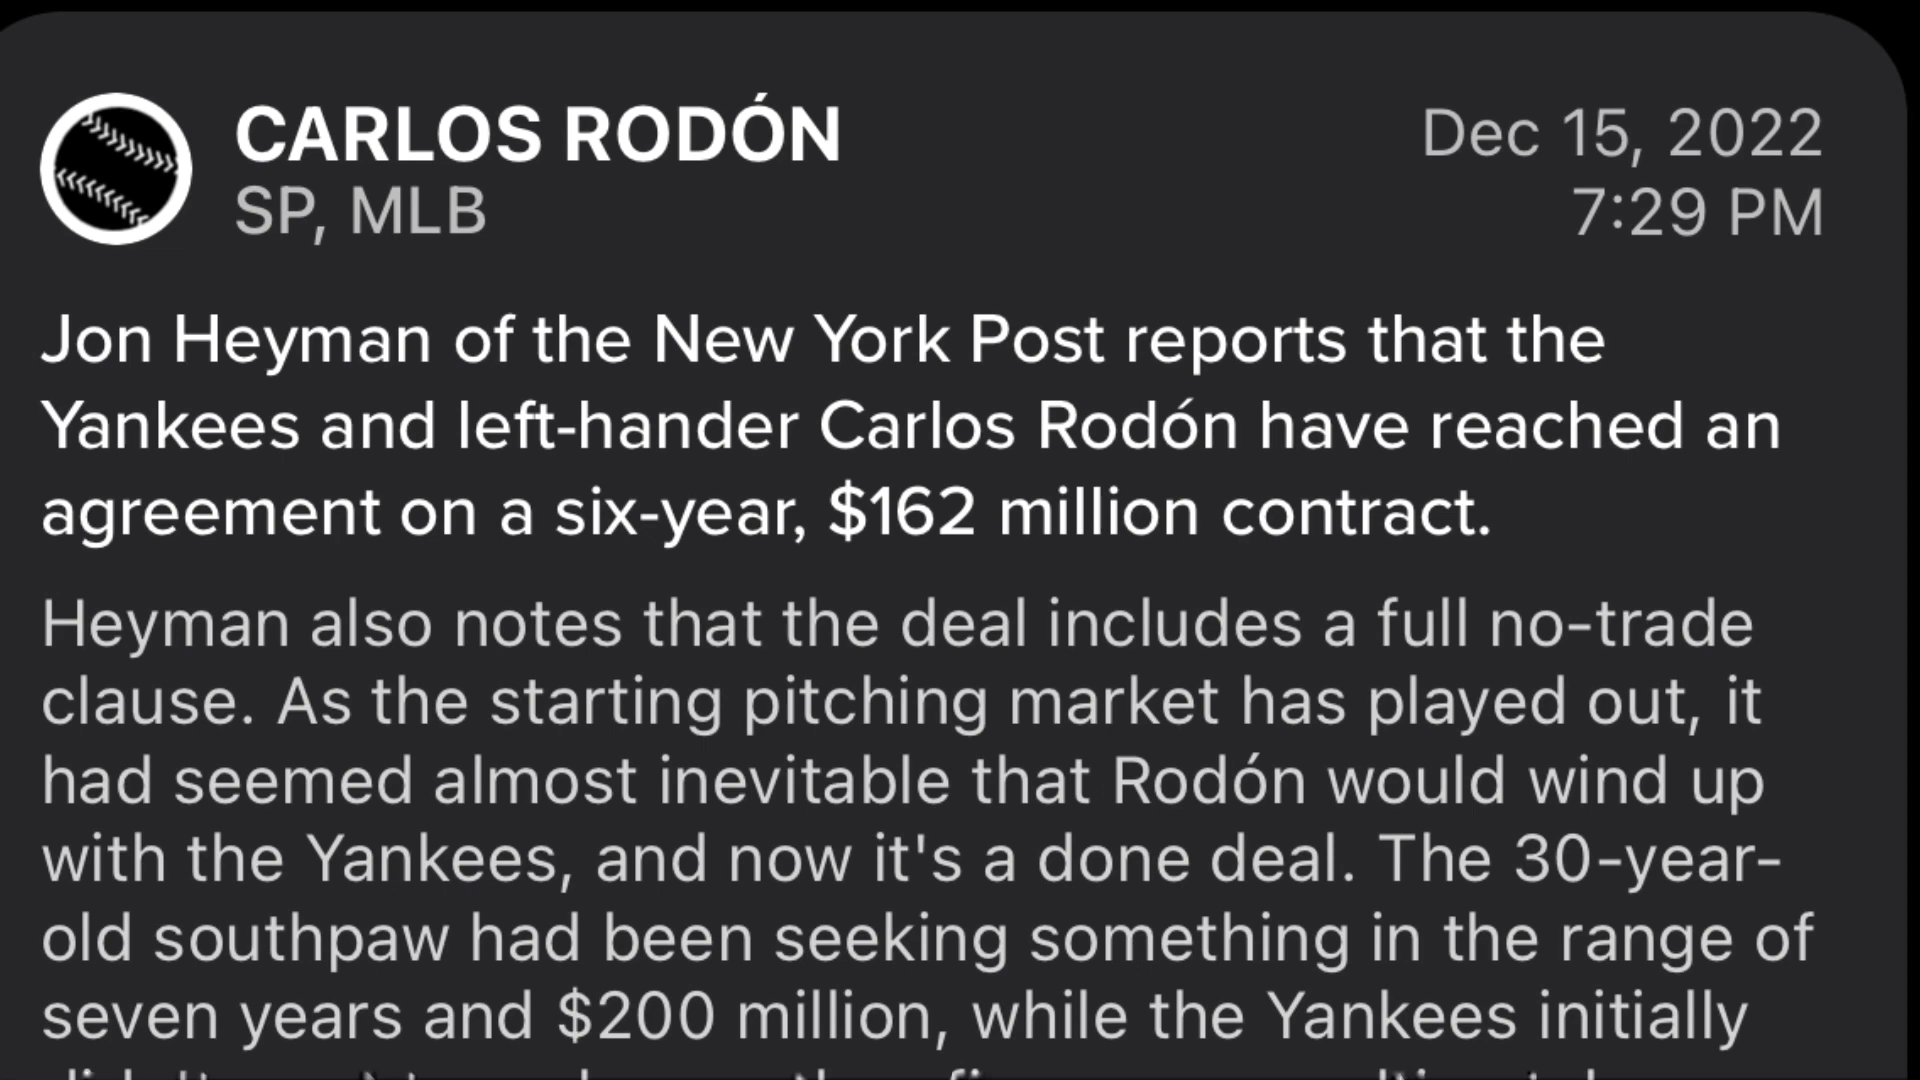 CARLOS RODÓN
Dec 15, 2022
SP, MLB
7:29 PM
Jon Heyman of the New York Post reports that the
Yankees and left-hander Carlos Rodón have reached an
agreement on a six-year, $162 million contract.
Heyman also notes that the deal includes a full no-trade
clause. As the starting pitching market has played out, it
had seemed almost inevitable that Rodón would wind up
with the Yankees, and now it's a done deal. The 30-year-
old southpaw had been seeking something in the range of
seven years and $200 million, while the Yankees initially